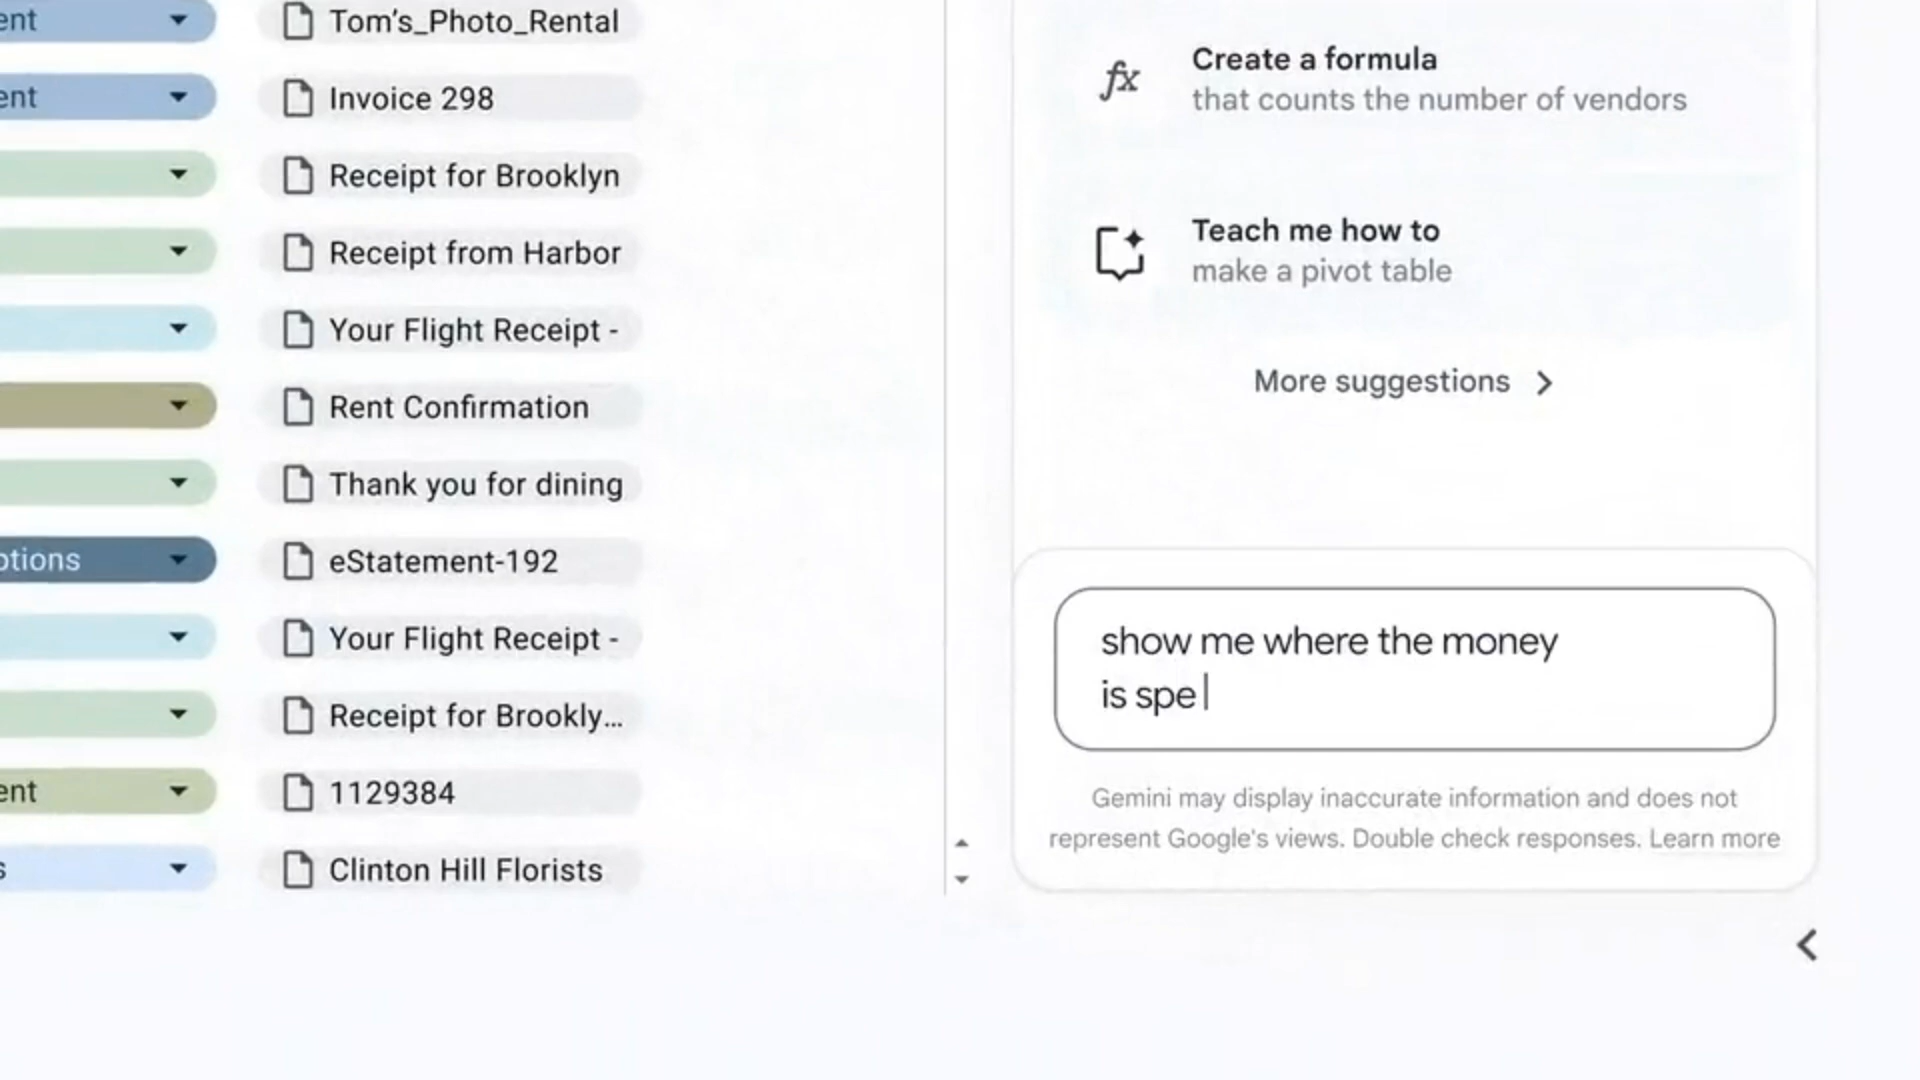 ent
Tom’s_Photo_Rental
ent
Invoice 298
Receipt for Brooklyn
Receipt from Harbor
Your Flight Receipt -
Rent Confirmation
Thank you for dining
ptions
eStatement-192
Your Flight Receipt -
Receipt for Brookly...
ent
1129384
s
Clinton Hill Florists
fx
Create a formula
that counts the number of vendors
Teach me how to
make a pivot table
More suggestions
show me where the money
is spe
Gemini may display inaccurate information and does not
represent Google's views. Double check responses. Learn more